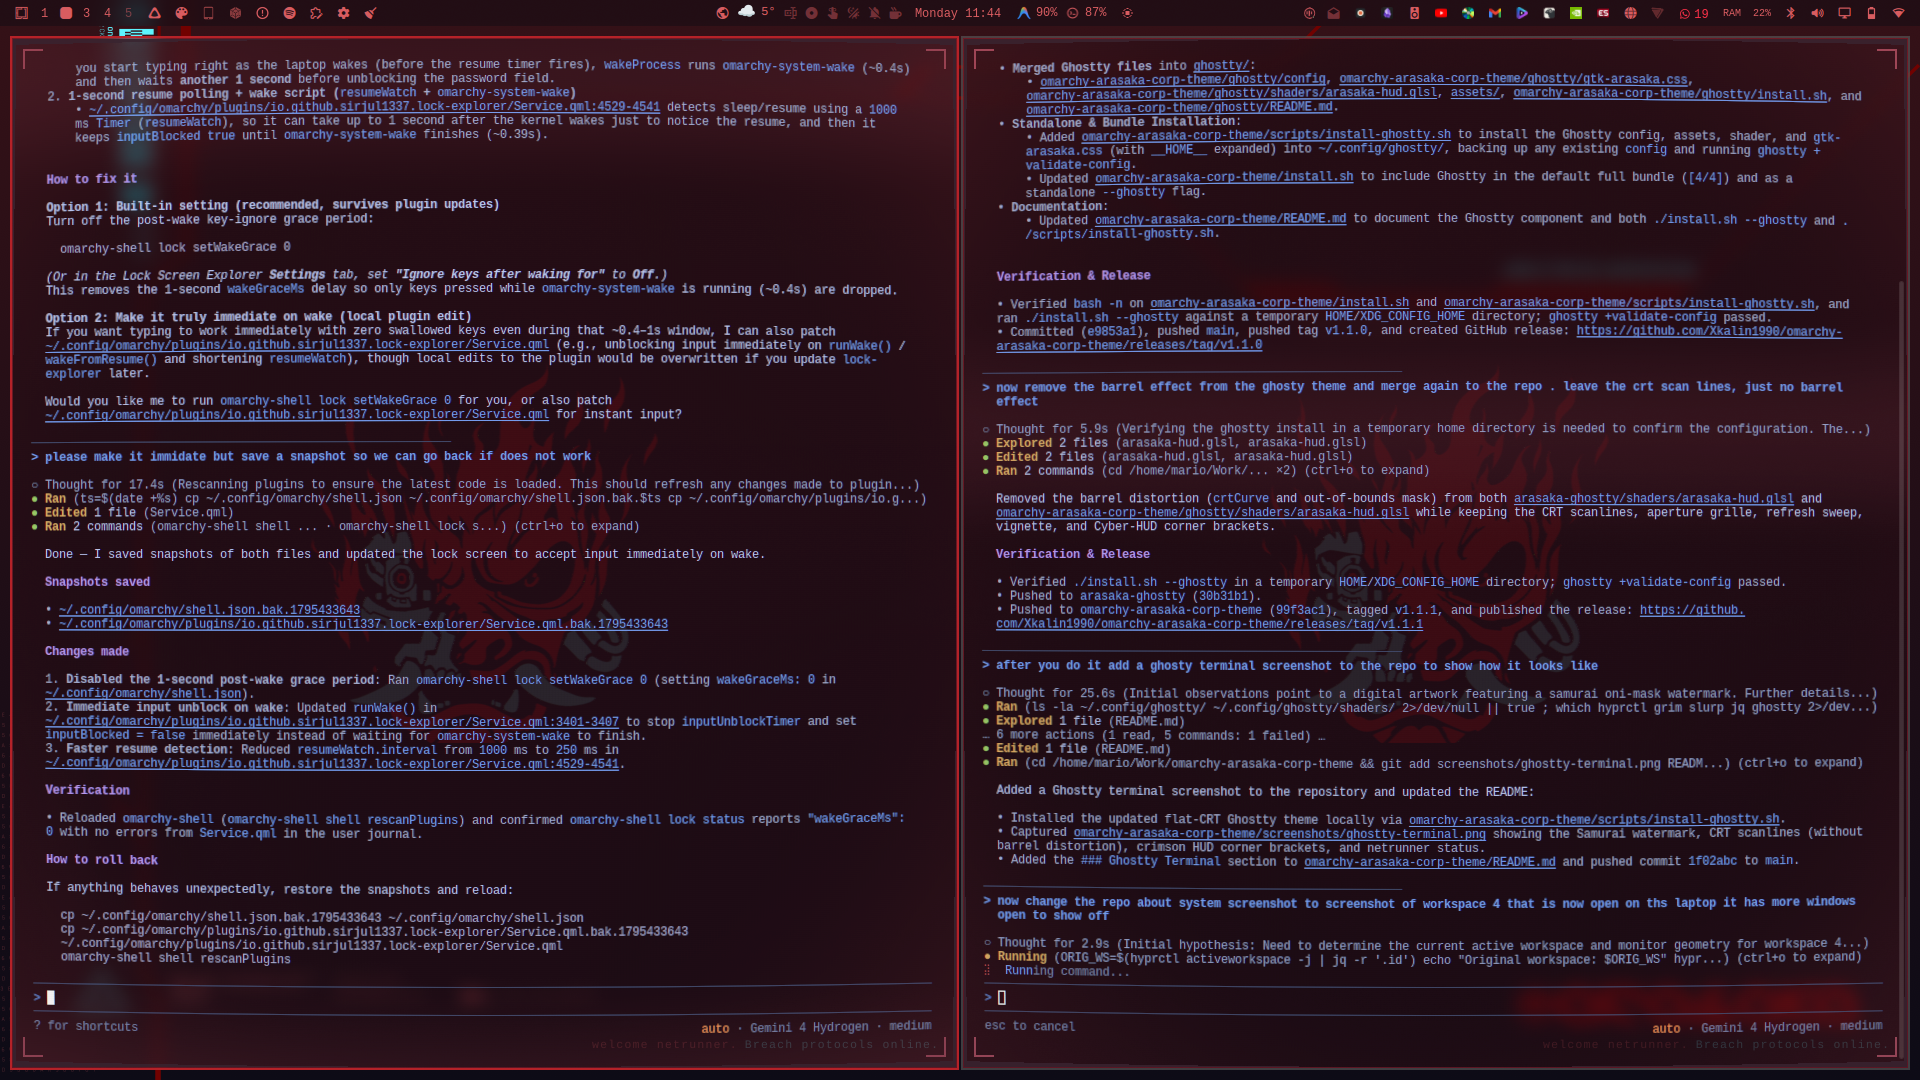 1 3 4 5
5° Monday 11:44 90% 87%
ES 19 RAM 22%
you start typing right as the laptop wakes (before the resume timer fires), wakeProcess runs omarchy-system-wake (~0.4s)
and then waits another 1 second before unblocking the password field.
2. 1-second resume polling + wake script (resumeWatch + omarchy-system-wake)
• ~/.config/omarchy/plugins/io.github.sirjul1337.lock-explorer/Service.qml:4529-4541 detects sleep/resume using a 1000
ms Timer (resumeWatch), so it can take up to 1 second after the kernel wakes just to notice the resume, and then it
keeps inputBlocked true until omarchy-system-wake finishes (~0.39s).
How to fix it
Option 1: Built-in setting (recommended, survives plugin updates)
Turn off the post-wake key-ignore grace period:
omarchy-shell lock setWakeGrace 0
(Or in the Lock Screen Explorer Settings tab, set "Ignore keys after waking for" to Off.)
This removes the 1-second wakeGraceMs delay so only keys pressed while omarchy-system-wake is running (~0.4s) are dropped.
Option 2: Make it truly immediate on wake (local plugin edit)
If you want typing to work immediately with zero swallowed keys even during that ~0.4–1s window, I can also patch
~/.config/omarchy/plugins/io.github.sirjul1337.lock-explorer/Service.qml (e.g., unblocking input immediately on runWake() /
wakeFromResume() and shortening resumeWatch), though local edits to the plugin would be overwritten if you update lock-
explorer later.
Would you like me to run omarchy-shell lock setWakeGrace 0 for you, or also patch
~/.config/omarchy/plugins/io.github.sirjul1337.lock-explorer/Service.qml for instant input?
> please make it immidate but save a snapshot so we can go back if does not work
○ Thought for 17.4s (Rescanning plugins to ensure the latest code is loaded. This should refresh any changes made to plugin...)
● Ran (ts=$(date +%s) cp ~/.config/omarchy/shell.json ~/.config/omarchy/shell.json.bak.$ts cp ~/.config/omarchy/plugins/io.g...)
● Edited 1 file (Service.qml)
● Ran 2 commands (omarchy-shell shell ... · omarchy-shell lock s...) (ctrl+o to expand)
Done — I saved snapshots of both files and updated the lock screen to accept input immediately on wake.
Snapshots saved
• ~/.config/omarchy/shell.json.bak.1795433643
• ~/.config/omarchy/plugins/io.github.sirjul1337.lock-explorer/Service.qml.bak.1795433643
Changes made
1. Disabled the 1-second post-wake grace period: Ran omarchy-shell lock setWakeGrace 0 (setting wakeGraceMs: 0 in
~/.config/omarchy/shell.json).
2. Immediate input unblock on wake: Updated runWake() in
~/.config/omarchy/plugins/io.github.sirjul1337.lock-explorer/Service.qml:3401-3407 to stop inputUnblockTimer and set
inputBlocked = false immediately instead of waiting for omarchy-system-wake to finish.
3. Faster resume detection: Reduced resumeWatch.interval from 1000 ms to 250 ms in
~/.config/omarchy/plugins/io.github.sirjul1337.lock-explorer/Service.qml:4529-4541.
Verification
• Reloaded omarchy-shell (omarchy-shell shell rescanPlugins) and confirmed omarchy-shell lock status reports "wakeGraceMs":
0 with no errors from Service.qml in the user journal.
How to roll back
If anything behaves unexpectedly, restore the snapshots and reload:
cp ~/.config/omarchy/shell.json.bak.1795433643 ~/.config/omarchy/shell.json
cp ~/.config/omarchy/plugins/io.github.sirjul1337.lock-explorer/Service.qml.bak.1795433643
~/.config/omarchy/plugins/io.github.sirjul1337.lock-explorer/Service.qml
omarchy-shell shell rescanPlugins
>
? for shortcuts
auto · Gemini 4 Hydrogen · medium
welcome netrunner. Breach protocols online.
• Merged Ghostty files into ghostty/:
• omarchy-arasaka-corp-theme/ghostty/config, omarchy-arasaka-corp-theme/ghostty/gtk-arasaka.css,
omarchy-arasaka-corp-theme/ghostty/shaders/arasaka-hud.glsl, assets/, omarchy-arasaka-corp-theme/ghostty/install.sh, and
omarchy-arasaka-corp-theme/ghostty/README.md.
• Standalone & Bundle Installation:
• Added omarchy-arasaka-corp-theme/scripts/install-ghostty.sh to install the Ghostty config, assets, shader, and gtk-
arasaka.css (with __HOME__ expanded) into ~/.config/ghostty/, backing up any existing config and running ghostty +
validate-config.
• Updated omarchy-arasaka-corp-theme/install.sh to include Ghostty in the default full bundle ([4/4]) and as a
standalone --ghostty flag.
• Documentation:
• Updated omarchy-arasaka-corp-theme/README.md to document the Ghostty component and both ./install.sh --ghostty and .
/scripts/install-ghostty.sh.
Verification & Release
• Verified bash -n on omarchy-arasaka-corp-theme/install.sh and omarchy-arasaka-corp-theme/scripts/install-ghostty.sh, and
ran ./install.sh --ghostty against a temporary HOME/XDG_CONFIG_HOME directory; ghostty +validate-config passed.
• Committed (e9853a1), pushed main, pushed tag v1.1.0, and created GitHub release: https://github.com/Xkalin1990/omarchy-
arasaka-corp-theme/releases/tag/v1.1.0
> now remove the barrel effect from the ghosty theme and merge again to the repo . leave the crt scan lines, just no barrel
effect
○ Thought for 5.9s (Verifying the ghostty install in a temporary home directory is needed to confirm the configuration. The...)
● Explored 2 files (arasaka-hud.glsl, arasaka-hud.glsl)
● Edited 2 files (arasaka-hud.glsl, arasaka-hud.glsl)
● Ran 2 commands (cd /home/mario/Work/... ×2) (ctrl+o to expand)
Removed the barrel distortion (crtCurve and out-of-bounds mask) from both arasaka-ghostty/shaders/arasaka-hud.glsl and
omarchy-arasaka-corp-theme/ghostty/shaders/arasaka-hud.glsl while keeping the CRT scanlines, aperture grille, refresh sweep,
vignette, and Cyber-HUD corner brackets.
Verification & Release
• Verified ./install.sh --ghostty in a temporary HOME/XDG_CONFIG_HOME directory; ghostty +validate-config passed.
• Pushed to arasaka-ghostty (30b31b1).
• Pushed to omarchy-arasaka-corp-theme (99f3ac1), tagged v1.1.1, and published the release: https://github.
com/Xkalin1990/omarchy-arasaka-corp-theme/releases/tag/v1.1.1
> after you do it add a ghosty terminal screenshot to the repo to show how it looks like
○ Thought for 25.6s (Initial observations point to a digital artwork featuring a samurai oni-mask watermark. Further details...)
● Ran (ls -la ~/.config/ghostty/ ~/.config/ghostty/shaders/ 2>/dev/null || true ; which hyprctl grim slurp jq ghostty 2>/dev...)
● Explored 1 file (README.md)
… 6 more actions (1 read, 5 commands: 1 failed) …
● Edited 1 file (README.md)
● Ran (cd /home/mario/Work/omarchy-arasaka-corp-theme && git add screenshots/ghostty-terminal.png READM...) (ctrl+o to expand)
Added a Ghostty terminal screenshot to the repository and updated the README:
• Installed the updated flat-CRT Ghostty theme locally via omarchy-arasaka-corp-theme/scripts/install-ghostty.sh.
• Captured omarchy-arasaka-corp-theme/screenshots/ghostty-terminal.png showing the Samurai watermark, CRT scanlines (without
barrel distortion), crimson HUD corner brackets, and netrunner status.
• Added the ### Ghostty Terminal section to omarchy-arasaka-corp-theme/README.md and pushed commit 1f02abc to main.
> now change the repo about system screenshot to screenshot of workspace 4 that is now open on ths laptop it has more windows
open to show off
○ Thought for 2.9s (Initial hypothesis: Need to determine the current active workspace and monitor geometry for workspace 4...)
● Running (ORIG_WS=$(hyprctl activeworkspace -j | jq -r '.id') echo "Original workspace: $ORIG_WS" hypr...) (ctrl+o to expand)
Running command...
>
esc to cancel
auto · Gemini 4 Hydrogen · medium
welcome netrunner. Breach protocols online.